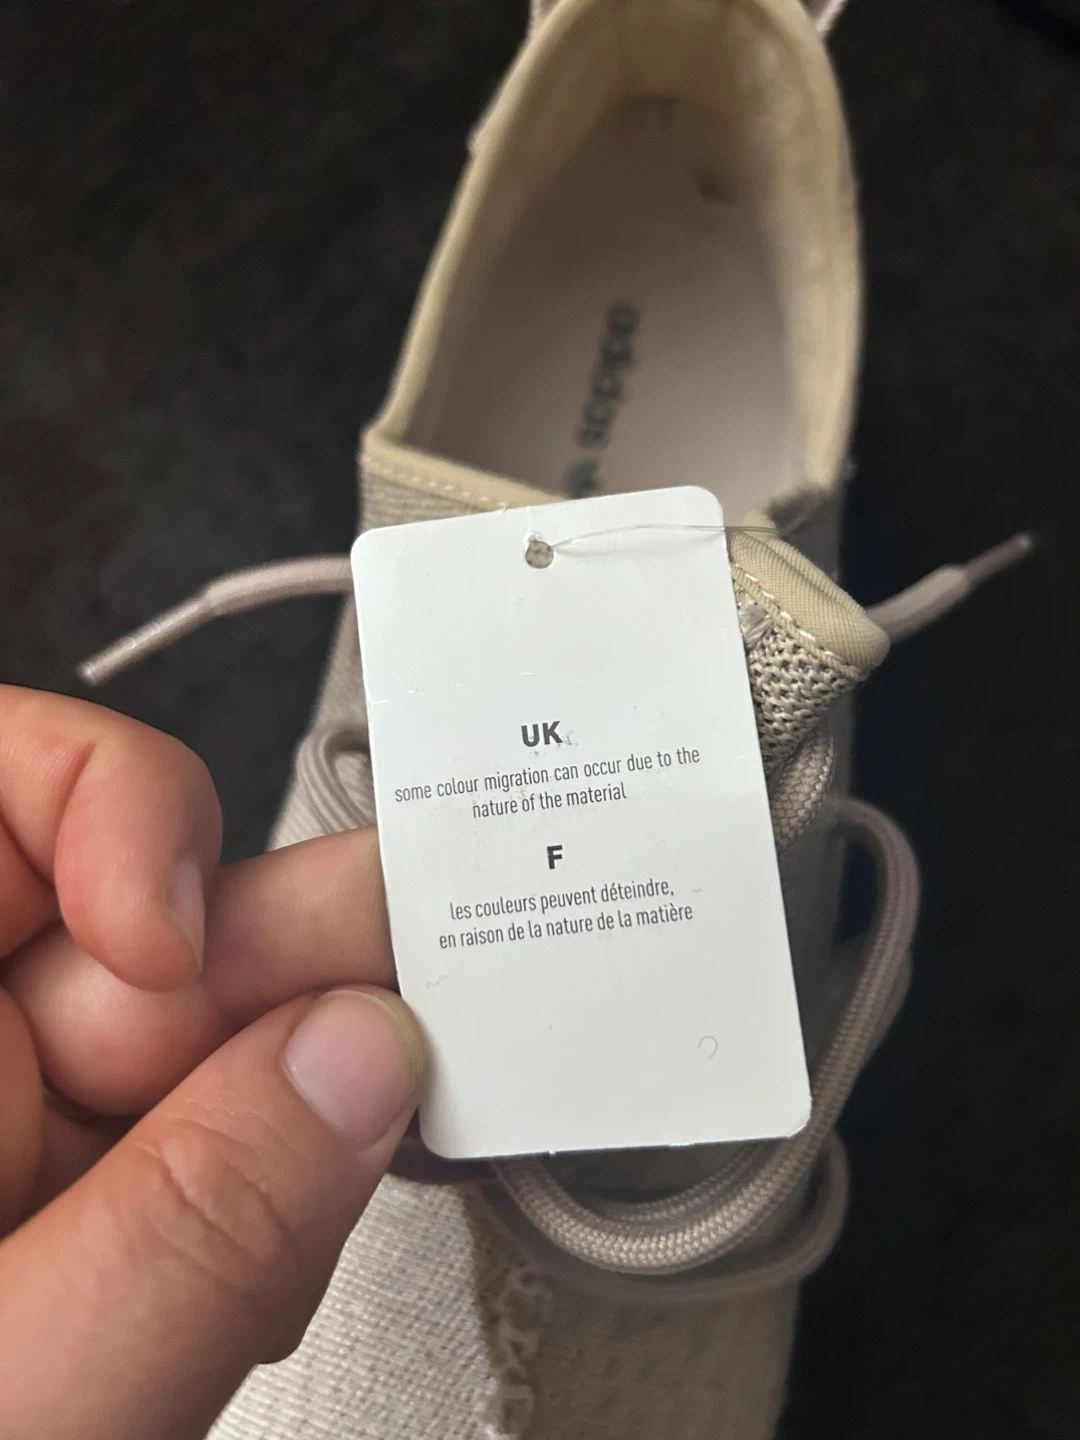 adidas
UK
some colour migration can occur due to the
nature of the material
F
les couleurs peuvent déteindre,
en raison de la nature de la matière